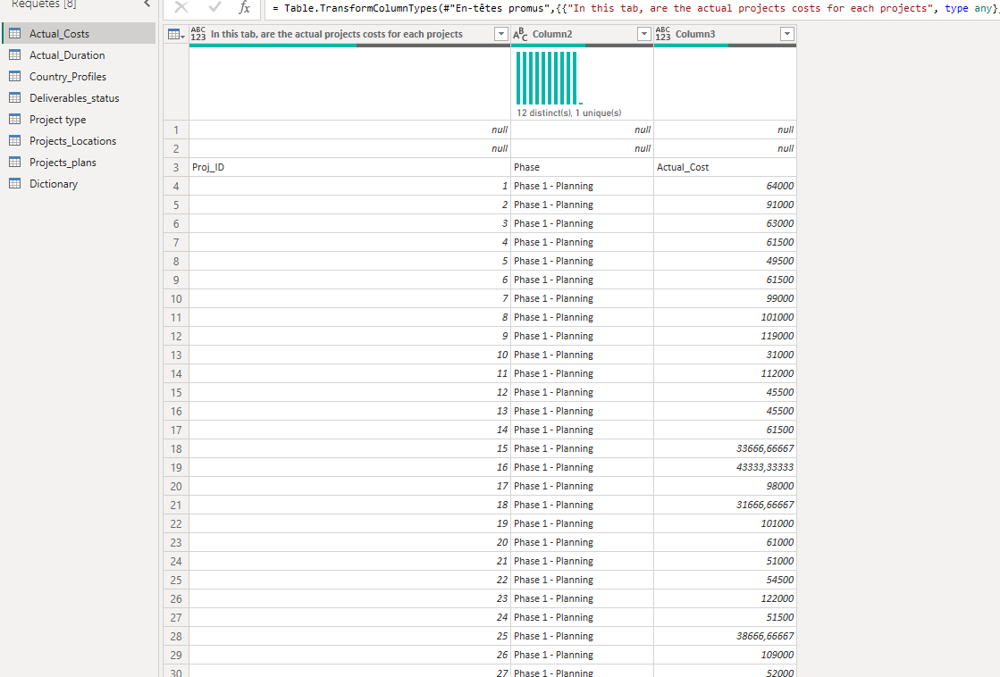 Requêtes [8]
= Table.TransformColumnTypes(#"En-têtes promus",{{"In this tab, are the actual projects costs for each projects", type any},
Actual_Costs
Actual_Duration
Country_Profiles
Deliverables_status
Project type
Projects_Locations
Projects_plans
Dictionary
ABC 123 In this tab, are the actual projects costs for each projects ABC Column2 ABC 123 Column3
12 distinct(s), 1 unique(s)
1 null null null
2 null null null
3 Proj_ID Phase Actual_Cost
4 1 Phase 1 - Planning 64000
5 2 Phase 1 - Planning 91000
6 3 Phase 1 - Planning 63000
7 4 Phase 1 - Planning 61500
8 5 Phase 1 - Planning 49500
9 6 Phase 1 - Planning 61500
10 7 Phase 1 - Planning 99000
11 8 Phase 1 - Planning 101000
12 9 Phase 1 - Planning 119000
13 10 Phase 1 - Planning 31000
14 11 Phase 1 - Planning 112000
15 12 Phase 1 - Planning 45500
16 13 Phase 1 - Planning 45500
17 14 Phase 1 - Planning 61500
18 15 Phase 1 - Planning 33666,66667
19 16 Phase 1 - Planning 43333,33333
20 17 Phase 1 - Planning 98000
21 18 Phase 1 - Planning 31666,66667
22 19 Phase 1 - Planning 101000
23 20 Phase 1 - Planning 61000
24 21 Phase 1 - Planning 51000
25 22 Phase 1 - Planning 54500
26 23 Phase 1 - Planning 122000
27 24 Phase 1 - Planning 51500
28 25 Phase 1 - Planning 38666,66667
29 26 Phase 1 - Planning 109000
30 27 Phase 1 - Planning 52000